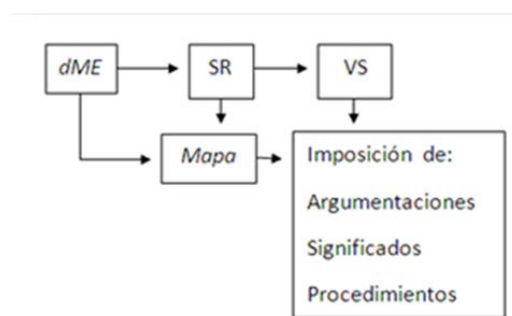 dME
SR
VS
Mapa
Imposición de:
Argumentaciones
Significados
Procedimientos